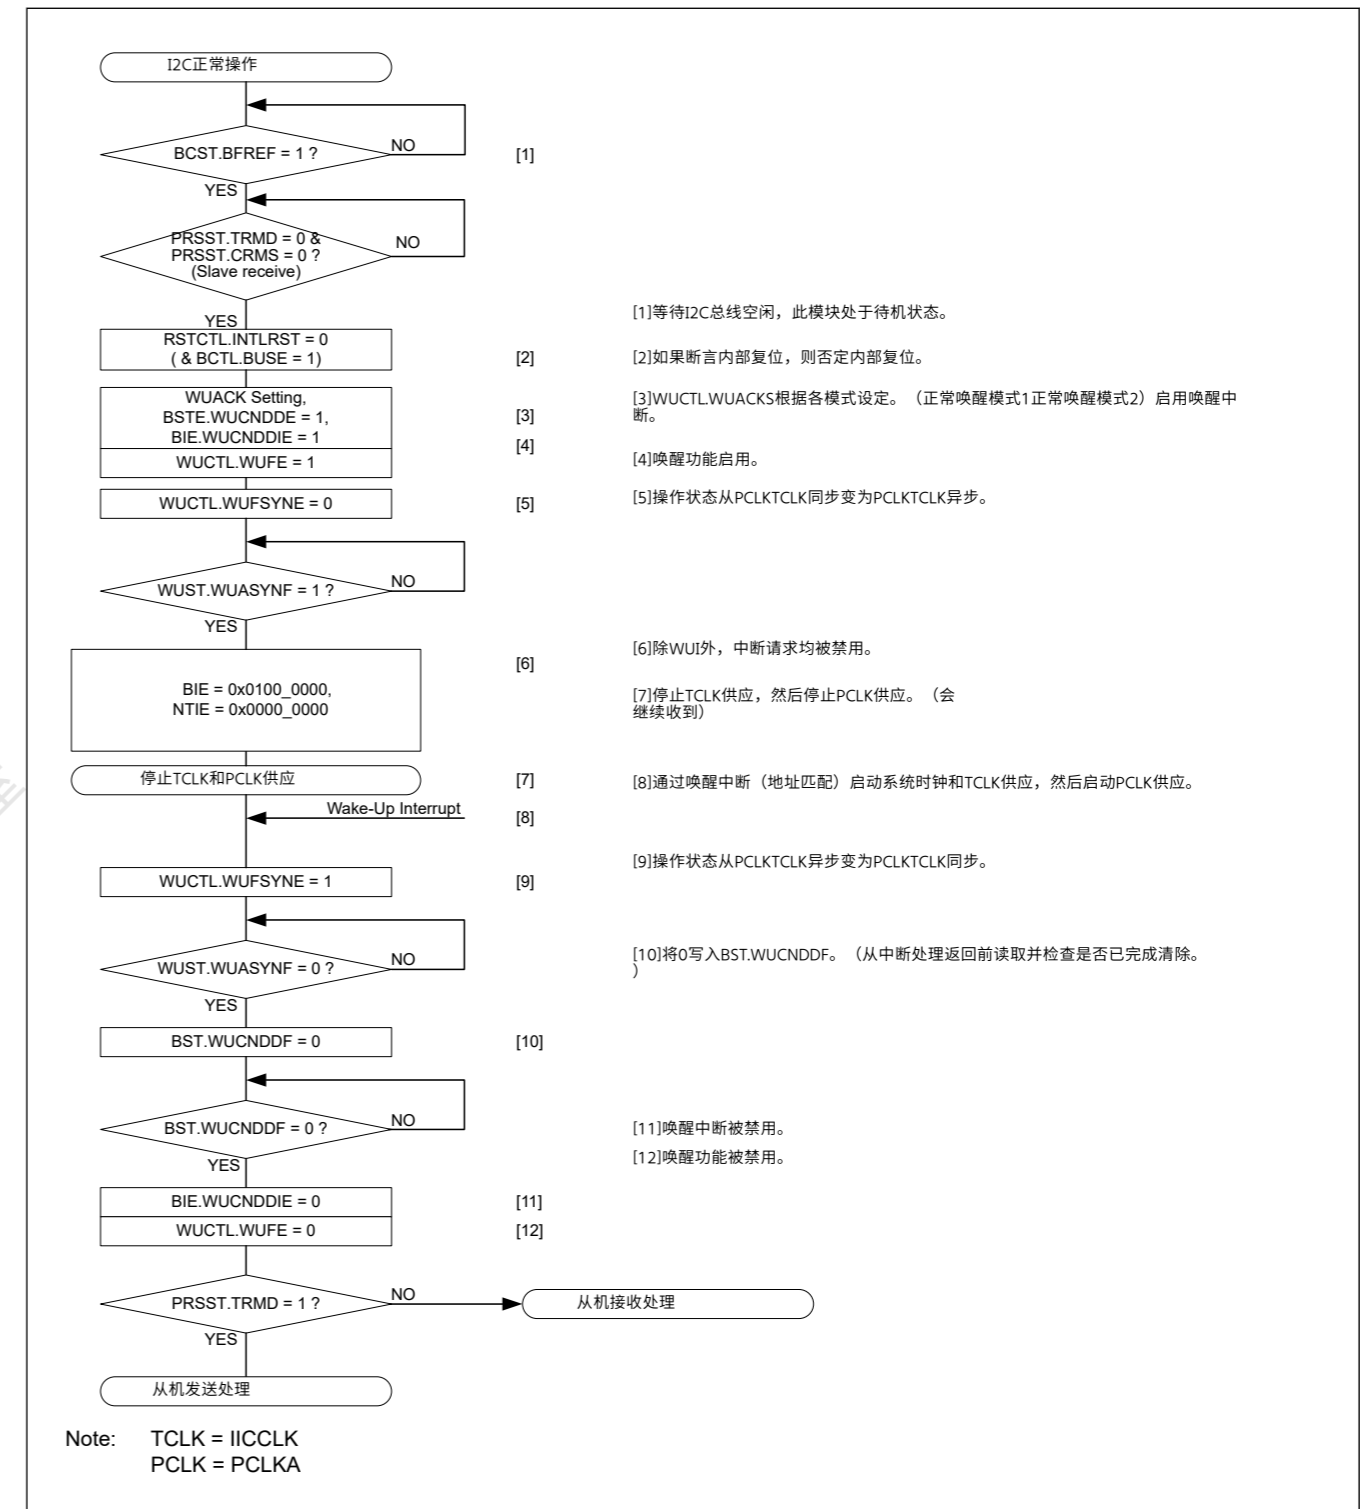 I2C正常操作
BCST.BFREF = 1 ?
NO
[1]
YES
PRSST.TRMD = 0 &
PRSST.CRMS = 0 ?
(Slave receive)
NO
YES
[1]等待I2C总线空闲，此模块处于待机状态。
RSTCTL.INTLRST = 0
( & BCTL.BUSE = 1)
[2]
[2]如果断言内部复位，则否定内部复位。
WUACK Setting,
BSTE.WUCNDDE = 1,
BIE.WUCNDDIE = 1
[3]
[3]WUCTL.WUACKS根据各模式设定。（正常唤醒模式1正常唤醒模式2）启用唤醒中
断。
[4]
WUCTL.WUFE = 1
[4]唤醒功能启用。
WUCTL.WUFSYNE = 0
[5]
[5]操作状态从PCLKTCLK同步变为PCLKTCLK异步。
WUST.WUASYNF = 1 ?
NO
YES
[6]
[6]除WUI外，中断请求均被禁用。
BIE = 0x0100_0000,
NTIE = 0x0000_0000
[7]停止TCLK供应，然后停止PCLK供应。（会
继续收到）
停止TCLK和PCLK供应
[7]
[8]通过唤醒中断（地址匹配）启动系统时钟和TCLK供应，然后启动PCLK供应。
Wake-Up Interrupt
[8]
[9]操作状态从PCLKTCLK异步变为PCLKTCLK同步。
WUCTL.WUFSYNE = 1
[9]
WUST.WUASYNF = 0 ?
NO
YES
[10]将0写入BST.WUCNDDF。（从中断处理返回前读取并检查是否已完成清除。
）
BST.WUCNDDF = 0
[10]
BST.WUCNDDF = 0 ?
NO
YES
[11]唤醒中断被禁用。
[12]唤醒功能被禁用。
BIE.WUCNDDIE = 0
[11]
WUCTL.WUFE = 0
[12]
PRSST.TRMD = 1 ?
NO
从机接收处理
YES
从机发送处理
Note: TCLK = IICCLK
PCLK = PCLKA